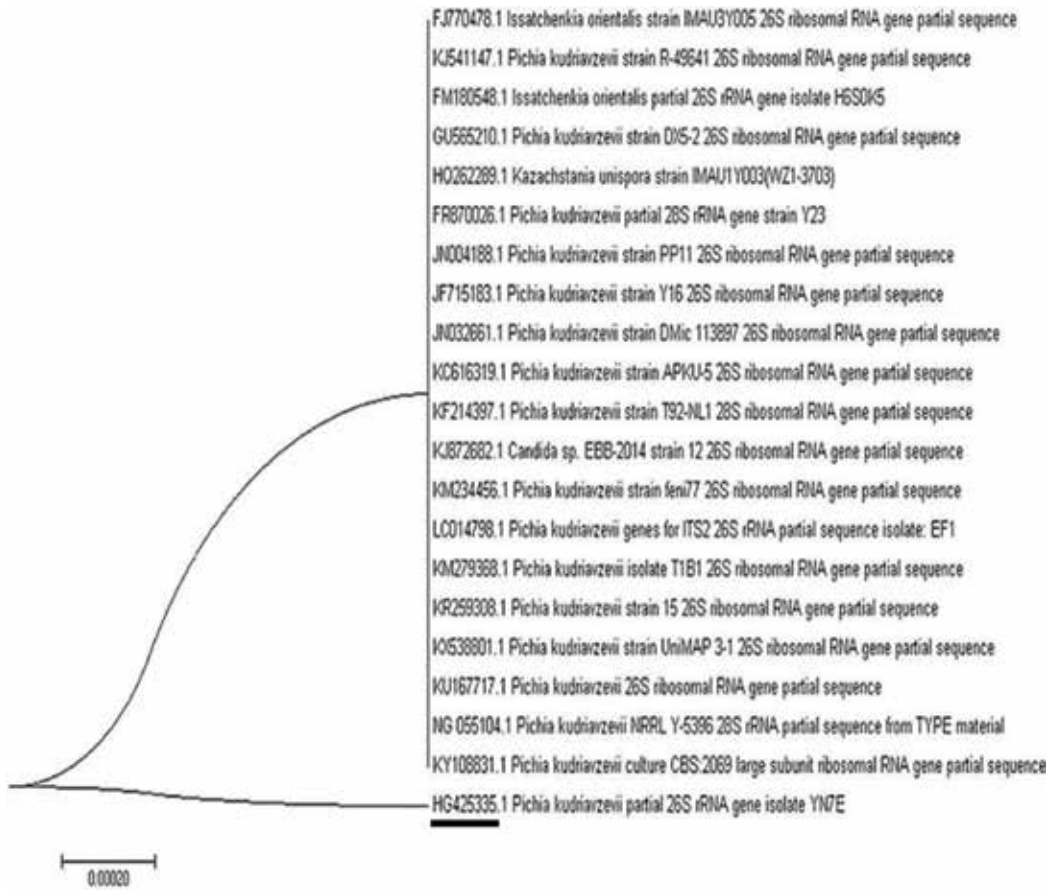 FJ770478.1 Issatchenkia orientalis strain IMAU3Y005 26S ribosomal RNA gene partial sequence
KJ541147.1 Pichia kudriavzevii strain R-49641 26S ribosomal RNA gene partial sequence
FM180548.1 Issatchenkia orientalis partial 26S rRNA gene isolate H6S0K5
GU565210.1 Pichia kudriavzevii strain DX5-2 26S ribosomal RNA gene partial sequence
HO262289.1 Kazachstania unispora strain IMAU1Y003(WZ1-3703)
FR870026.1 Pichia kudriavzevii partial 28S rRNA gene strain Y23
JN004188.1 Pichia kudriavzevii strain PP11 26S ribosomal RNA gene partial sequence
JF715183.1 Pichia kudriavzevii strain Y16 26S ribosomal RNA gene partial sequence
JN032661.1 Pichia kudriavzevii strain DMic 113897 26S ribosomal RNA gene partial sequence
KC616319.1 Pichia kudriavzevii strain APKU-5 26S ribosomal RNA gene partial sequence
KF214397.1 Pichia kudriavzevii strain T92-NL1 28S ribosomal RNA gene partial sequence
KJ872682.1 Candida sp. EBB-2014 strain 12 26S ribosomal RNA gene partial sequence
KM234456.1 Pichia kudriavzevii strain feni77 26S ribosomal RNA gene partial sequence
LC014798.1 Pichia kudriavzevii genes for ITS2 26S rRNA partial sequence isolate: EF1
KM279368.1 Pichia kudriavzevii isolate T1B1 26S ribosomal RNA gene partial sequence
KR259308.1 Pichia kudriavzevii strain 15 26S ribosomal RNA gene partial sequence
KX538801.1 Pichia kudriavzevii strain UniMAP 3-1 26S ribosomal RNA gene partial sequence
KU167717.1 Pichia kudriavzevii 26S ribosomal RNA gene partial sequence
NG 055104.1 Pichia kudriavzevii NRRL Y-5396 28S rRNA partial sequence from TYPE material
KY108831.1 Pichia kudriavzevii culture CBS:2069 large subunit ribosomal RNA gene partial sequence
HG425335.1 Pichia kudriavzevii partial 26S rRNA gene isolate YN7E
0.00020